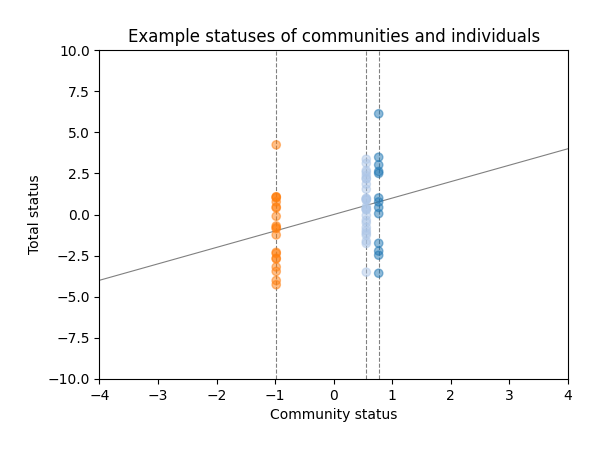 Example statuses of communities and individuals
10.0
7.5
5.0
2.5
0.0
−2.5
−5.0
−7.5
−10.0
Total status
−4 −3 −2 −1 0 1 2 3 4
Community status